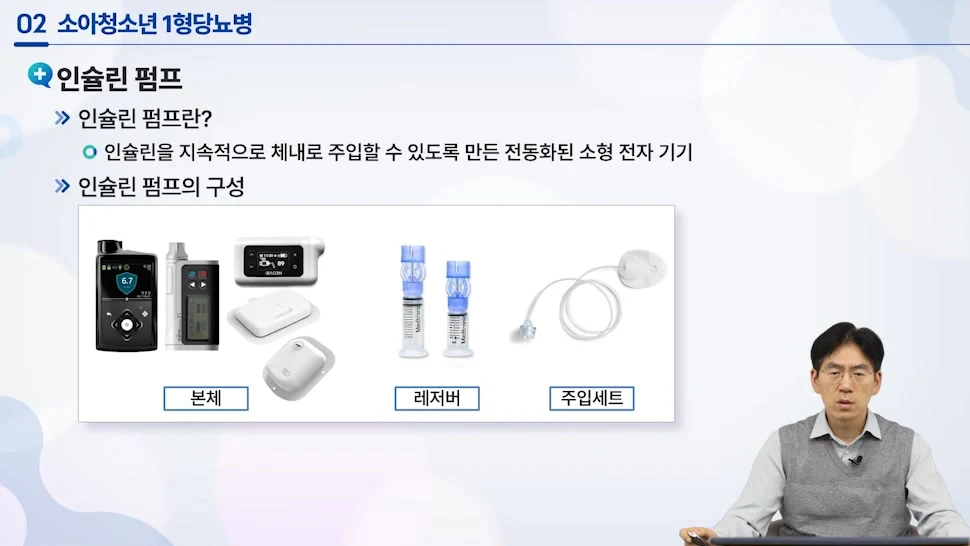 02 소아청소년 1형당뇨병
인슐린 펌프
인슐린 펌프란?
인슐린을 지속적으로 체내로 주입할 수 있도록 만든 전동화된 소형 전자 기기
인슐린 펌프의 구성
6.7
Medtronic
본체
레저버
주입세트